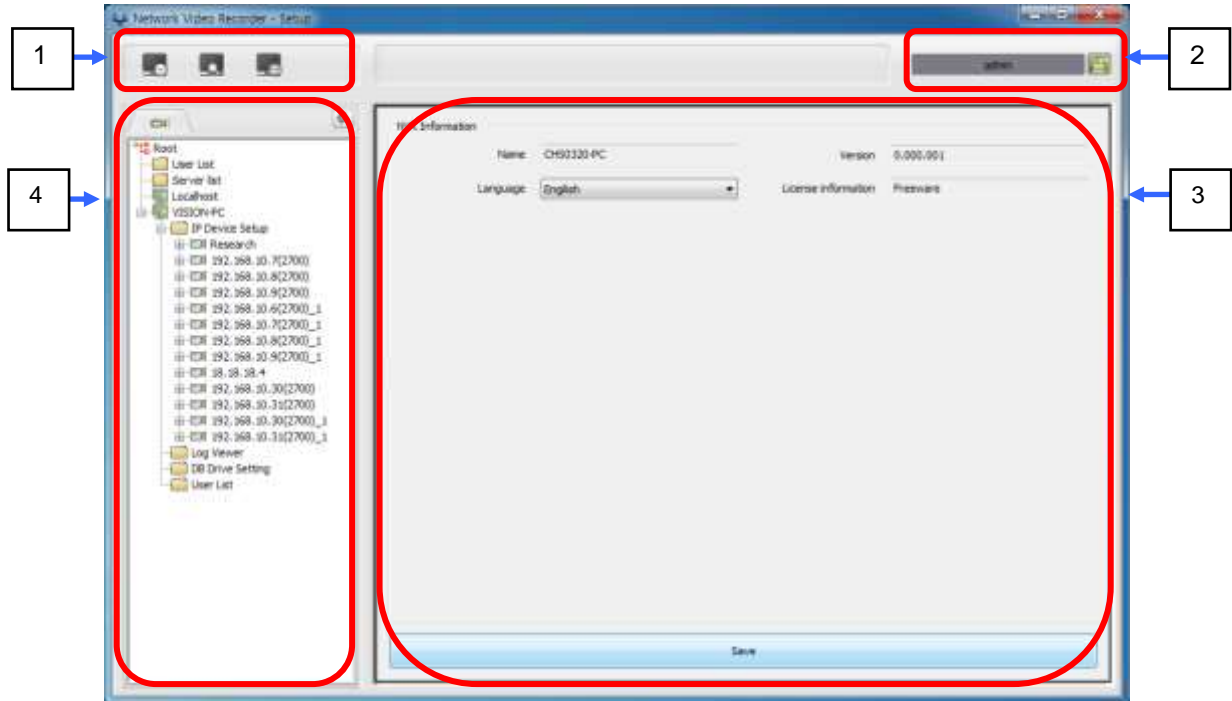 Network Video Recorder - Setup
1
2
admin
Information
Root
User List
Server list
Localhost
VISION-PC
IP Device Setup
Research
192.168.10.7(2700)
192.168.10.8(2700)
192.168.10.9(2700)
192.168.10.6(2700)_1
192.168.10.7(2700)_1
192.168.10.8(2700)_1
192.168.10.9(2700)_1
18.18.18.4
192.168.10.30(2700)
192.168.10.31(2700)
192.168.10.30(2700)_1
192.168.10.31(2700)_1
Log Viewer
DB Drive Setting
User List
4
Name CHS0320-PC Version 0.000.001
Language English License information Freeware
3
Save